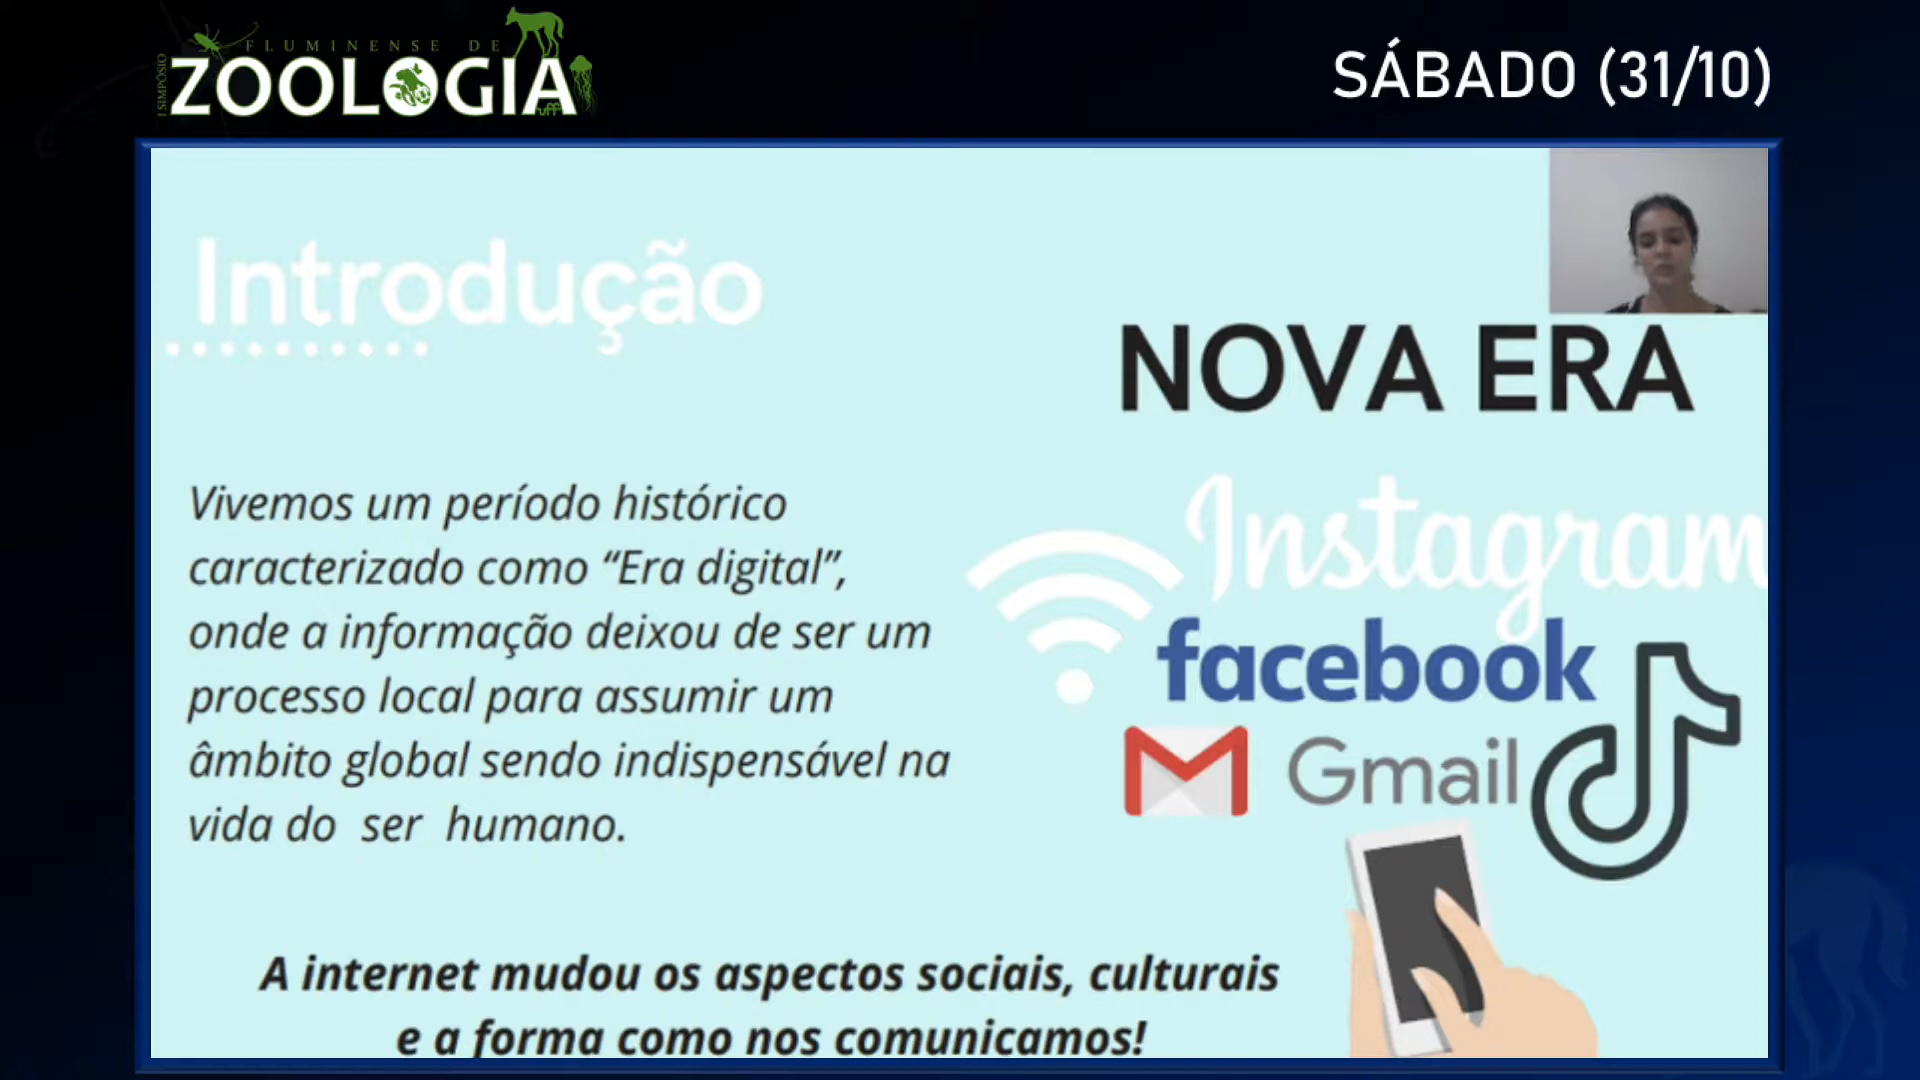 I SIMPÓSIO
FLUMINENSE DE
ZOOLOGIA
uff
SÁBADO (31/10)
Introdução
NOVA ERA
Vivemos um período histórico
caracterizado como “Era digital”,
onde a informação deixou de ser um
processo local para assumir um
âmbito global sendo indispensável na
vida do ser humano.
Instagram
facebook
Gmail
A internet mudou os aspectos sociais, culturais
e a forma como nos comunicamos!